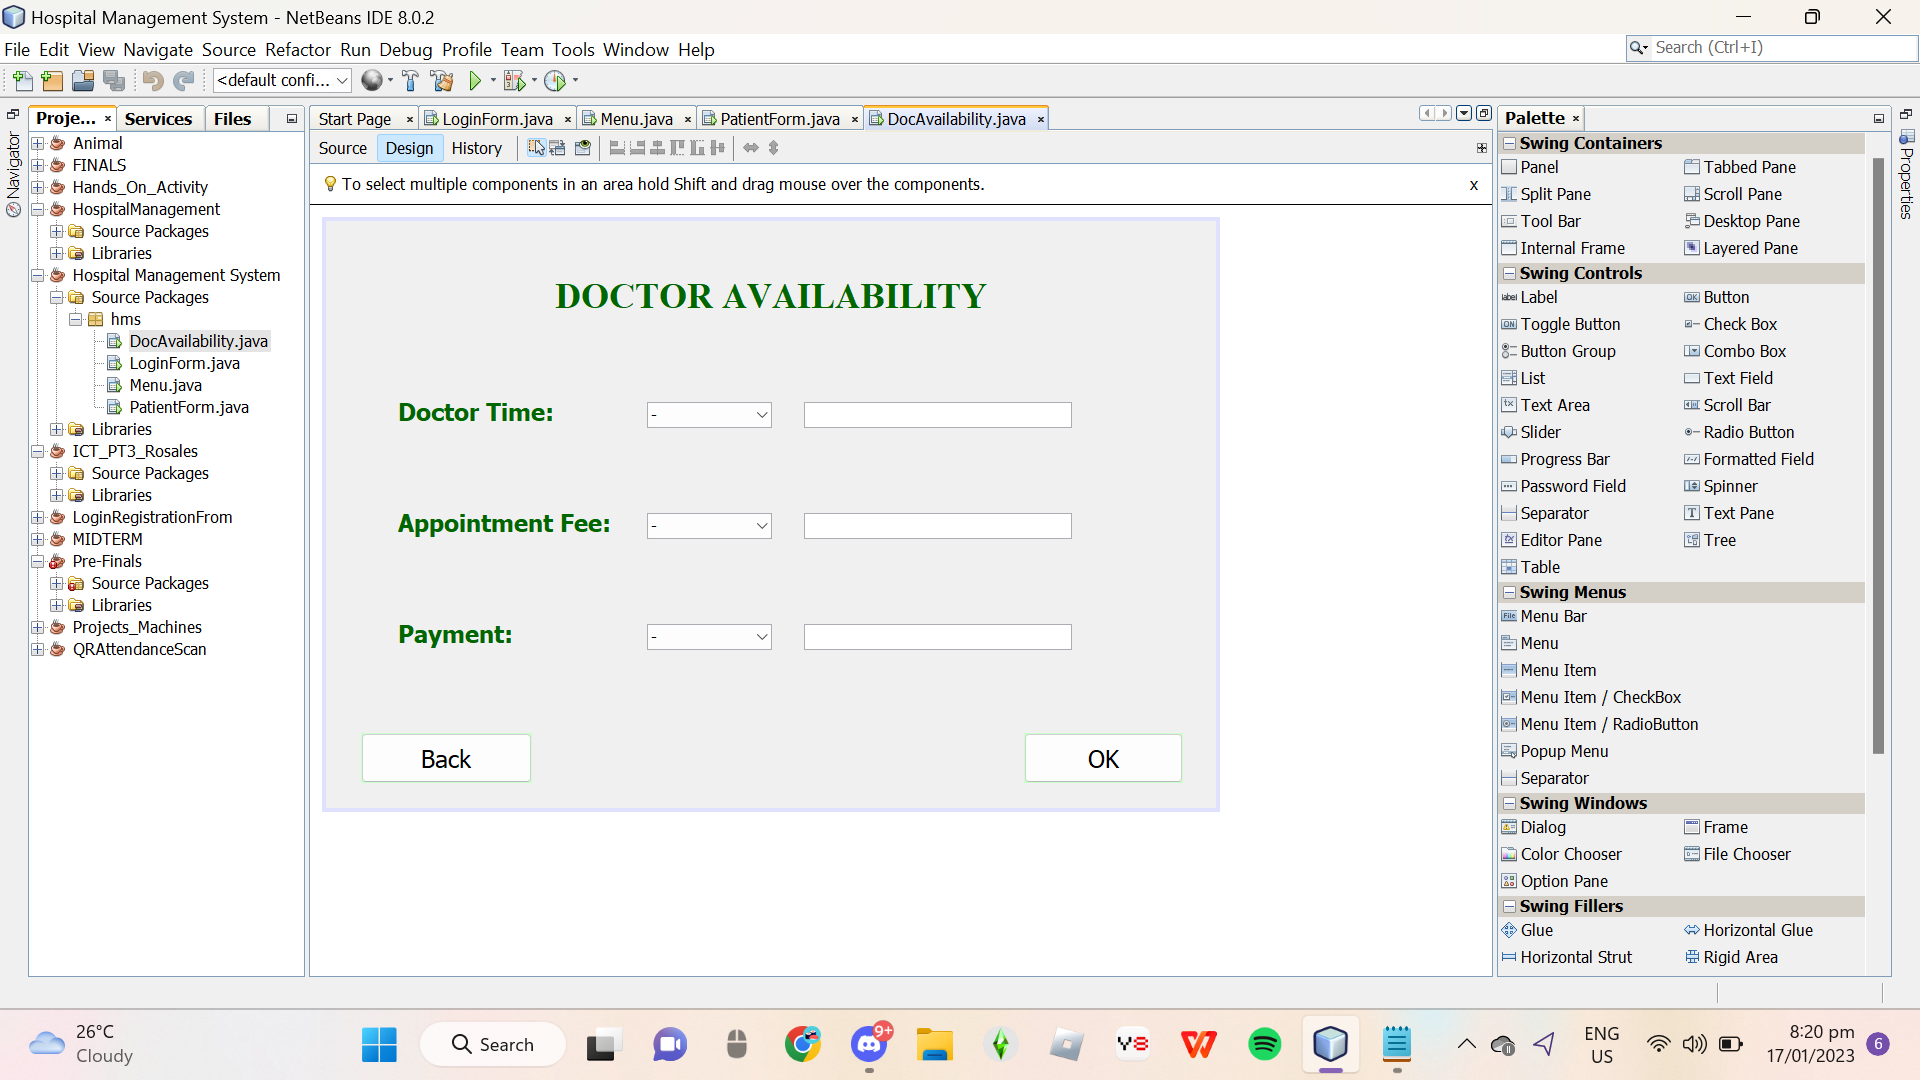 Hospital Management System - NetBeans IDE 8.0.2
File Edit View Navigate Source Refactor Run Debug Profile Team Tools Window Help
Search (Ctrl+I)
<default confi...
Proje... Services Files
Navigator
Animal
FINALS
Hands_On_Activity
HospitalManagement
Source Packages
Libraries
Hospital Management System
Source Packages
hms
DocAvailability.java
LoginForm.java
Menu.java
PatientForm.java
Libraries
ICT_PT3_Rosales
Source Packages
Libraries
LoginRegistrationFrom
MIDTERM
Pre-Finals
Source Packages
Libraries
Projects_Machines
QRAttendanceScan
Start Page LoginForm.java Menu.java PatientForm.java DocAvailability.java
Source Design History
To select multiple components in an area hold Shift and drag mouse over the components. x
DOCTOR AVAILABILITY
Doctor Time: -
Appointment Fee: -
Payment: -
Back OK
Palette
Properties
Swing Containers
Panel Tabbed Pane
Split Pane Scroll Pane
Tool Bar Desktop Pane
Internal Frame Layered Pane
Swing Controls
label Label OK Button
ON Toggle Button Check Box
Button Group Combo Box
List Text Field
Text Area Scroll Bar
Slider Radio Button
Progress Bar Formatted Field
Password Field Spinner
Separator Text Pane
Editor Pane Tree
Table
Swing Menus
File Menu Bar
Menu
Menu Item
Menu Item / CheckBox
Menu Item / RadioButton
Popup Menu
Separator
Swing Windows
Dialog Frame
Color Chooser File Chooser
Option Pane
Swing Fillers
Glue Horizontal Glue
Horizontal Strut Rigid Area
26°C
Cloudy
Search
9+
Y8
ENG
US
8:20 pm
17/01/2023
6